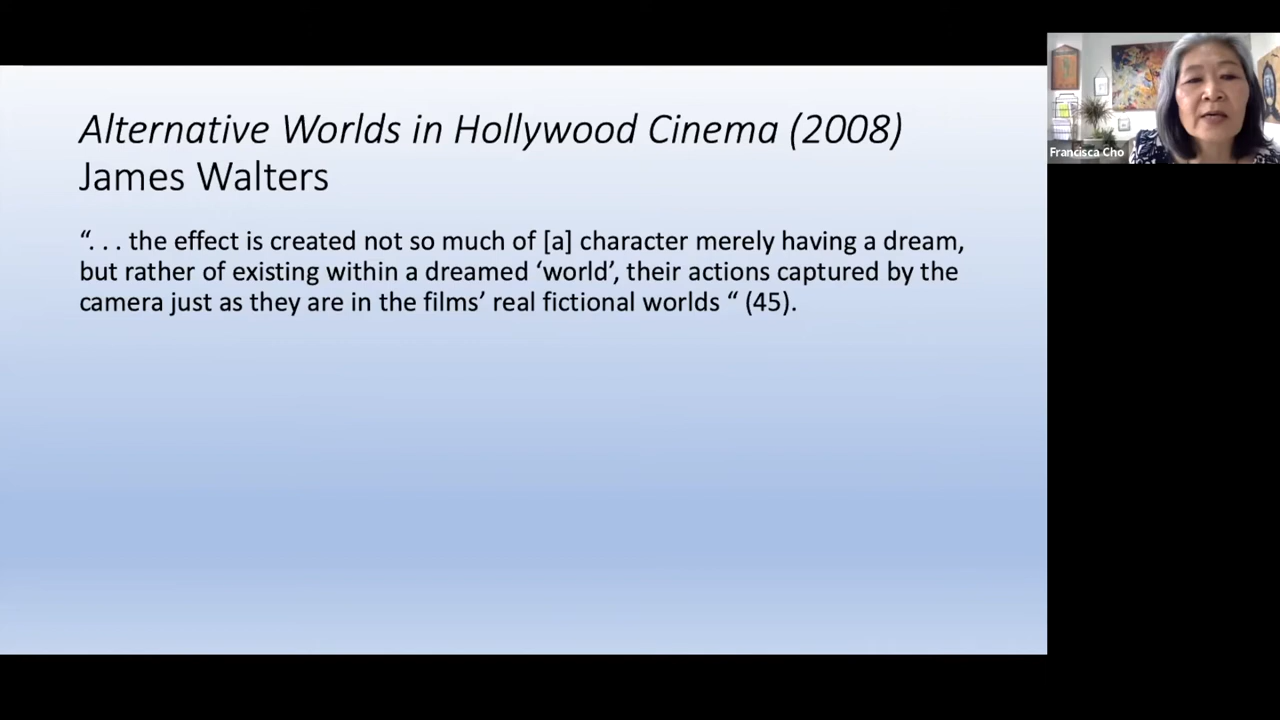 Alternative Worlds in Hollywood Cinema (2008)
James Walters
“. . . the effect is created not so much of [a] character merely having a dream,
but rather of existing within a dreamed ‘world’, their actions captured by the
camera just as they are in the films’ real fictional worlds “ (45).
Francisca Cho